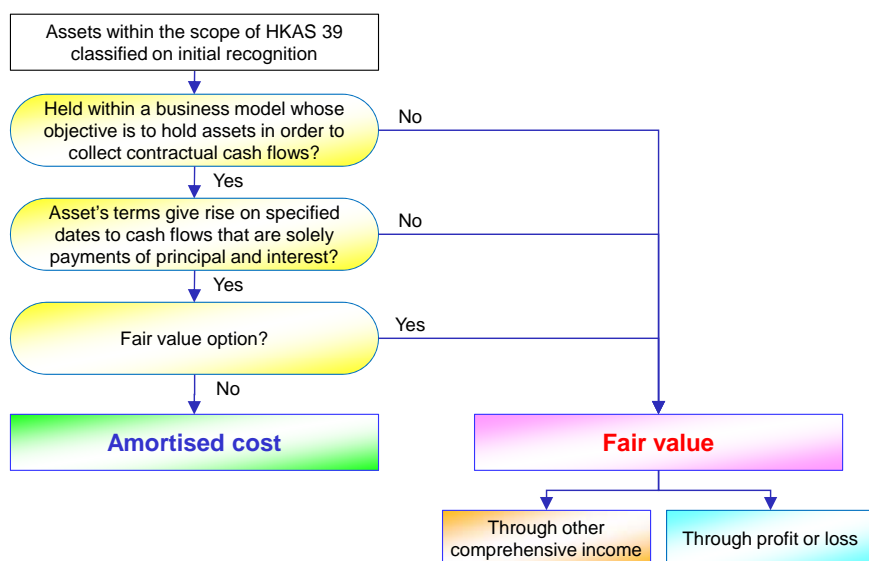 Assets within the scope of HKAS 39
classified on initial recognition
Held within a business model whose
objective is to hold assets in order to
collect contractual cash flows?
No
Yes
Asset's terms give rise on specified
dates to cash flows that are solely
payments of principal and interest?
No
Yes
Fair value option?
Yes
No
Amortised cost
Fair value
Through other
comprehensive income
Through profit or loss